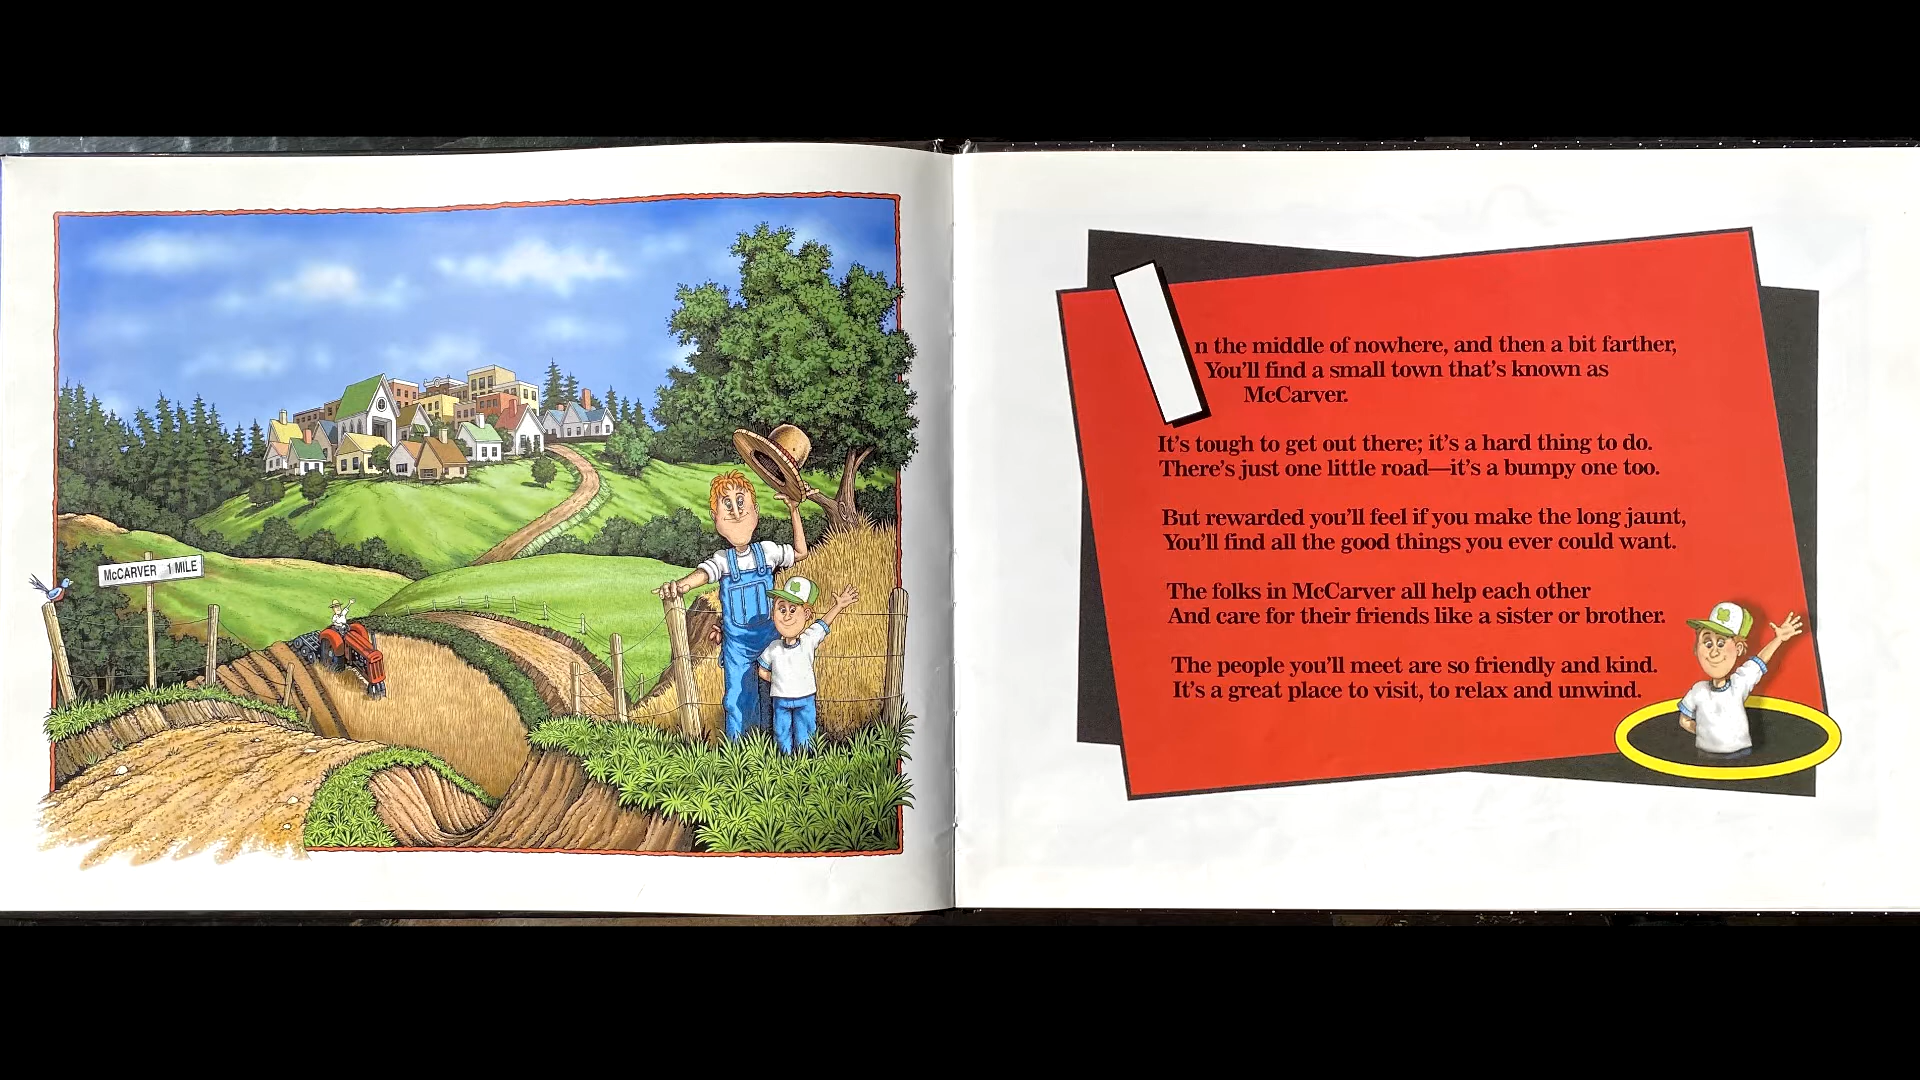 McCARVER 1 MILE
In the middle of nowhere, and then a bit farther,
You'll find a small town that's known as
McCarver.
It's tough to get out there; it's a hard thing to do.
There's just one little road—it's a bumpy one too.
But rewarded you'll feel if you make the long jaunt,
You'll find all the good things you ever could want.
The folks in McCarver all help each other
And care for their friends like a sister or brother.
The people you'll meet are so friendly and kind.
It's a great place to visit, to relax and unwind.